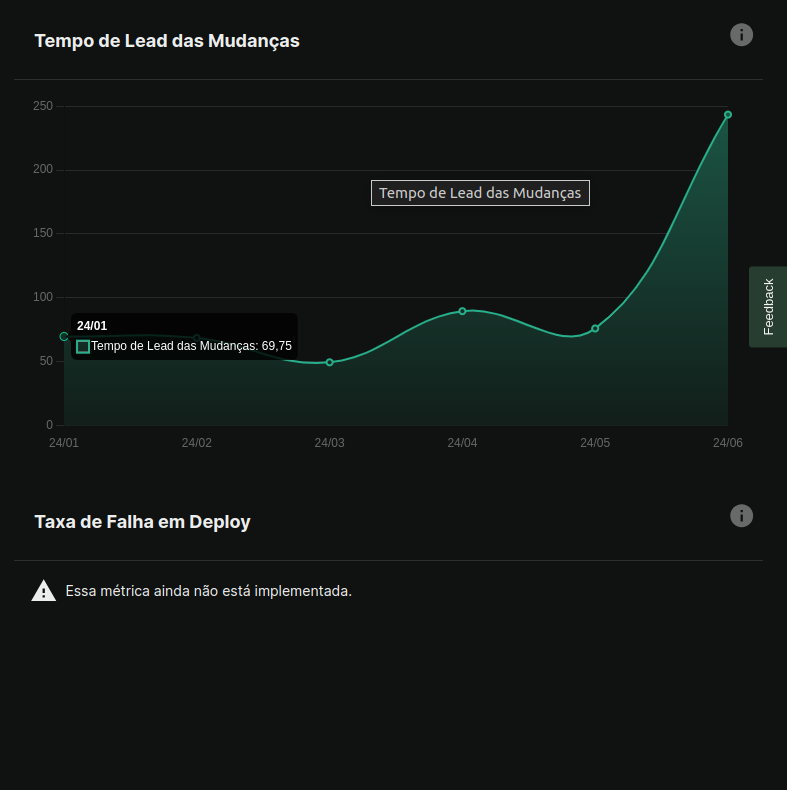 Tempo de Lead das Mudanças
250
200
Tempo de Lead das Mudanças
150
Feedback
100
24/01
Tempo de Lead das Mudanças: 69,75
50
0
24/01 24/02 24/03 24/04 24/05 24/06
Taxa de Falha em Deploy
Essa métrica ainda não está implementada.